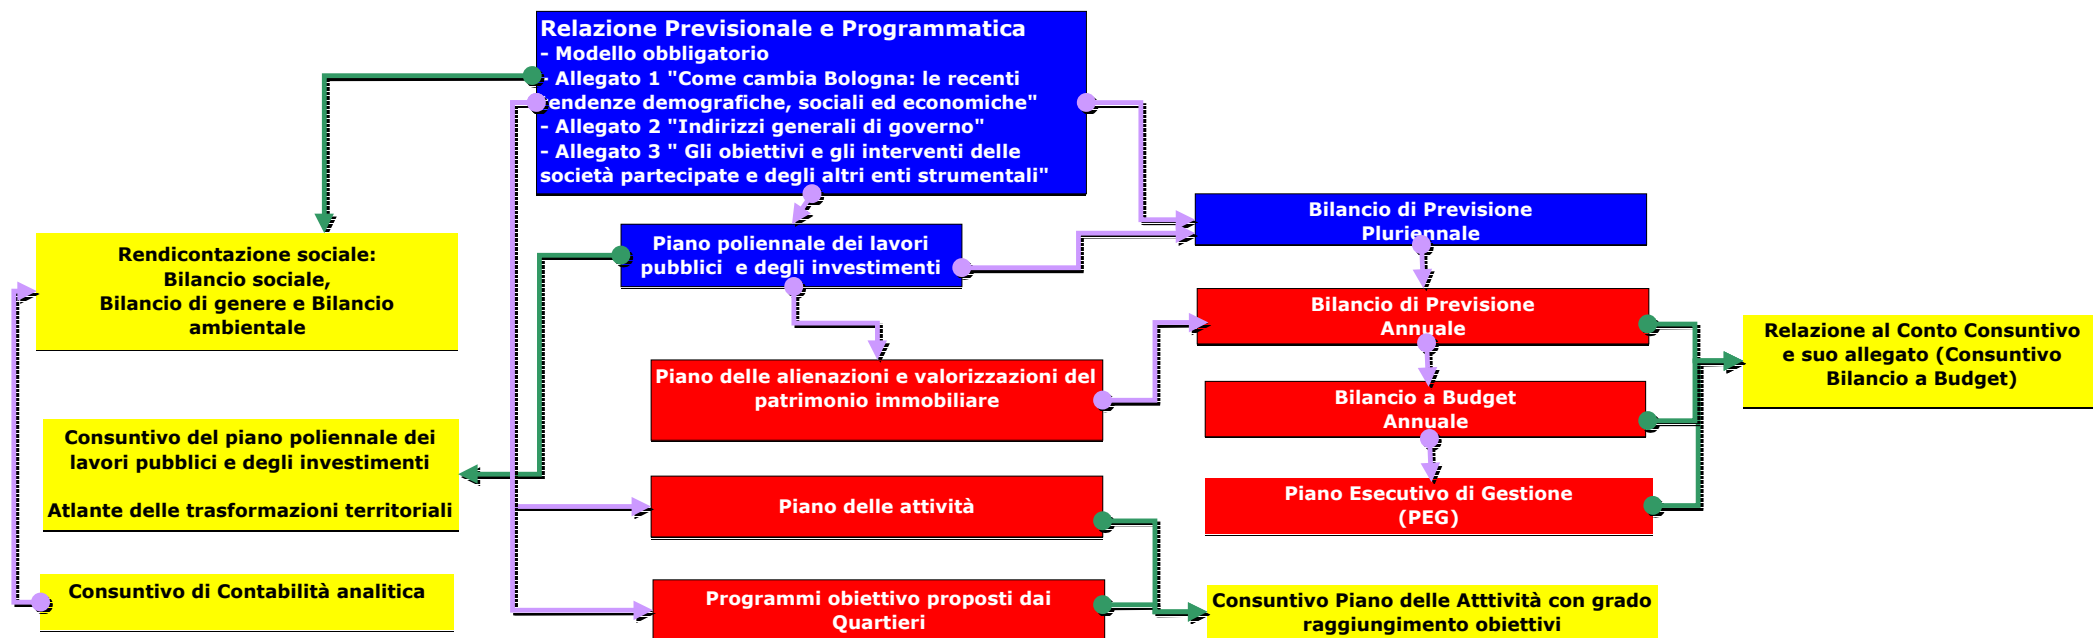 Relazione Previsionale e Programmatica
- Modello obbligatorio
- Allegato 1 "Come cambia Bologna: le recenti
tendenze demografiche, sociali ed economiche"
- Allegato 2 "Indirizzi generali di governo"
- Allegato 3 " Gli obiettivi e gli interventi delle
società partecipate e degli altri enti strumentali"
Bilancio di Previsione
Pluriennale
Piano poliennale dei lavori
pubblici e degli investimenti
Rendicontazione sociale:
Bilancio sociale,
Bilancio di genere e Bilancio
ambientale
Bilancio di Previsione
Annuale
Relazione al Conto Consuntivo
e suo allegato (Consuntivo
Bilancio a Budget)
Piano delle alienazioni e valorizzazioni del
patrimonio immobiliare
Bilancio a Budget
Annuale
Consuntivo del piano poliennale dei
lavori pubblici e degli investimenti
Atlante delle trasformazioni territoriali
Piano delle attività
Piano Esecutivo di Gestione
(PEG)
Consuntivo di Contabilità analitica
Programmi obiettivo proposti dai
Quartieri
Consuntivo Piano delle Atttività con grado
raggiungimento obiettivi